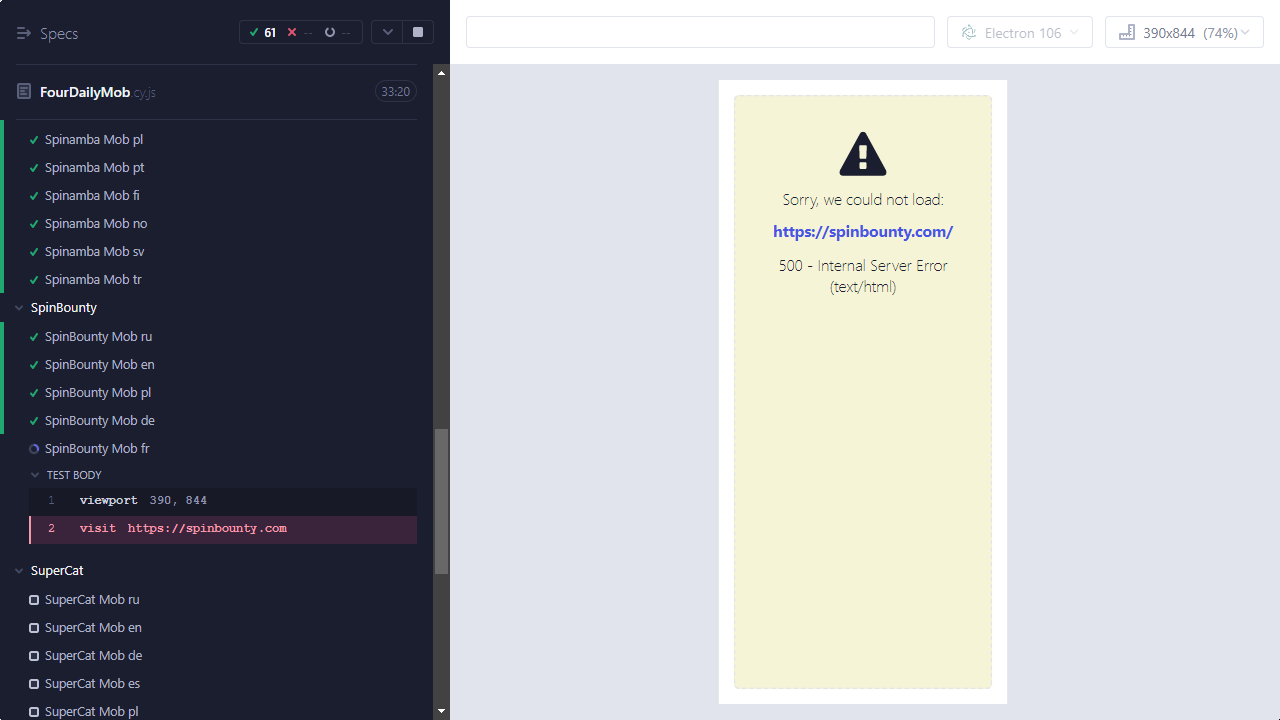 Specs
61
--
--
Electron 106
390x844 (74%)
FourDailyMob.cy.js
33:20
Spinamba Mob pl
Spinamba Mob pt
Spinamba Mob fi
Spinamba Mob no
Spinamba Mob sv
Spinamba Mob tr
SpinBounty
SpinBounty Mob ru
SpinBounty Mob en
SpinBounty Mob pl
SpinBounty Mob de
SpinBounty Mob fr
TEST BODY
1 viewport 390, 844
2 visit https://spinbounty.com
SuperCat
SuperCat Mob ru
SuperCat Mob en
SuperCat Mob de
SuperCat Mob es
SuperCat Mob pl
Sorry, we could not load:
https://spinbounty.com/
500 - Internal Server Error
(text/html)